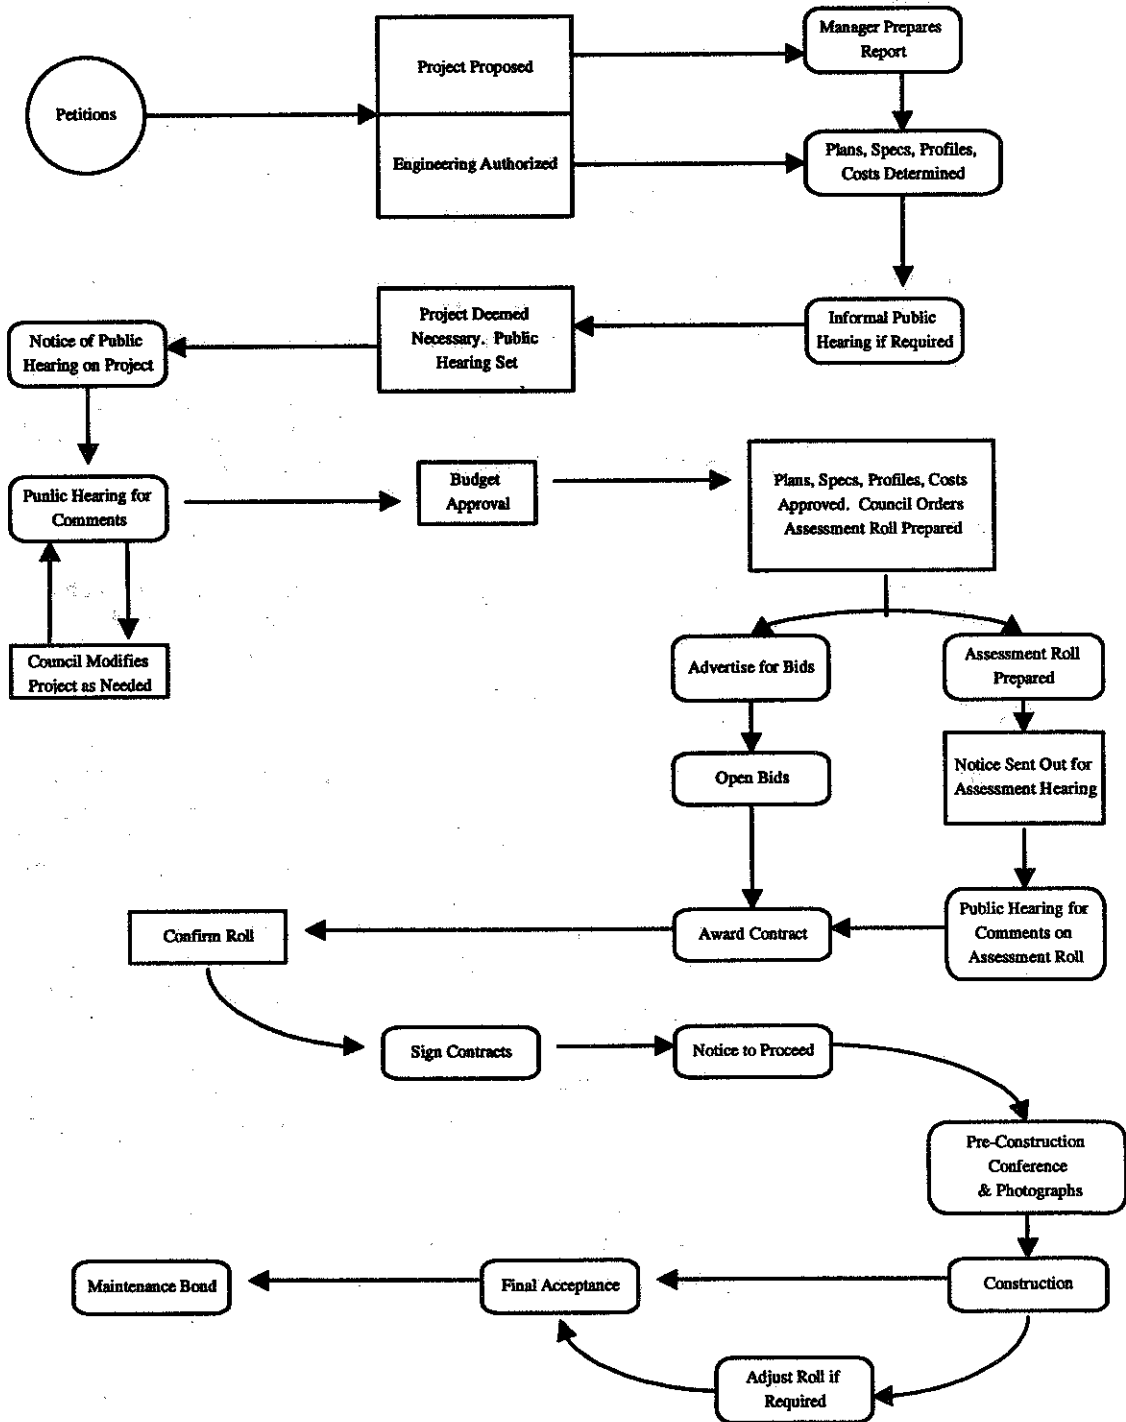 Petitions
Project Proposed
Engineering Authorized
Manager Prepares
Report
Plans, Specs, Profiles,
Costs Determined
Informal Public
Hearing if Required
Project Deemed
Necessary. Public
Hearing Set
Notice of Public
Hearing on Project
Punlic Hearing for
Comments
Council Modifies
Project as Needed
Budget
Approval
Plans, Specs, Profiles, Costs
Approved. Council Orders
Assessment Roll Prepared
Advertise for Bids
Open Bids
Assessment Roll
Prepared
Notice Sent Out for
Assessment Hearing
Public Hearing for
Comments on
Assessment Roll
Award Contract
Confirm Roll
Sign Contracts
Notice to Proceed
Pre-Construction
Conference
& Photographs
Construction
Adjust Roll if
Required
Final Acceptance
Maintenance Bond